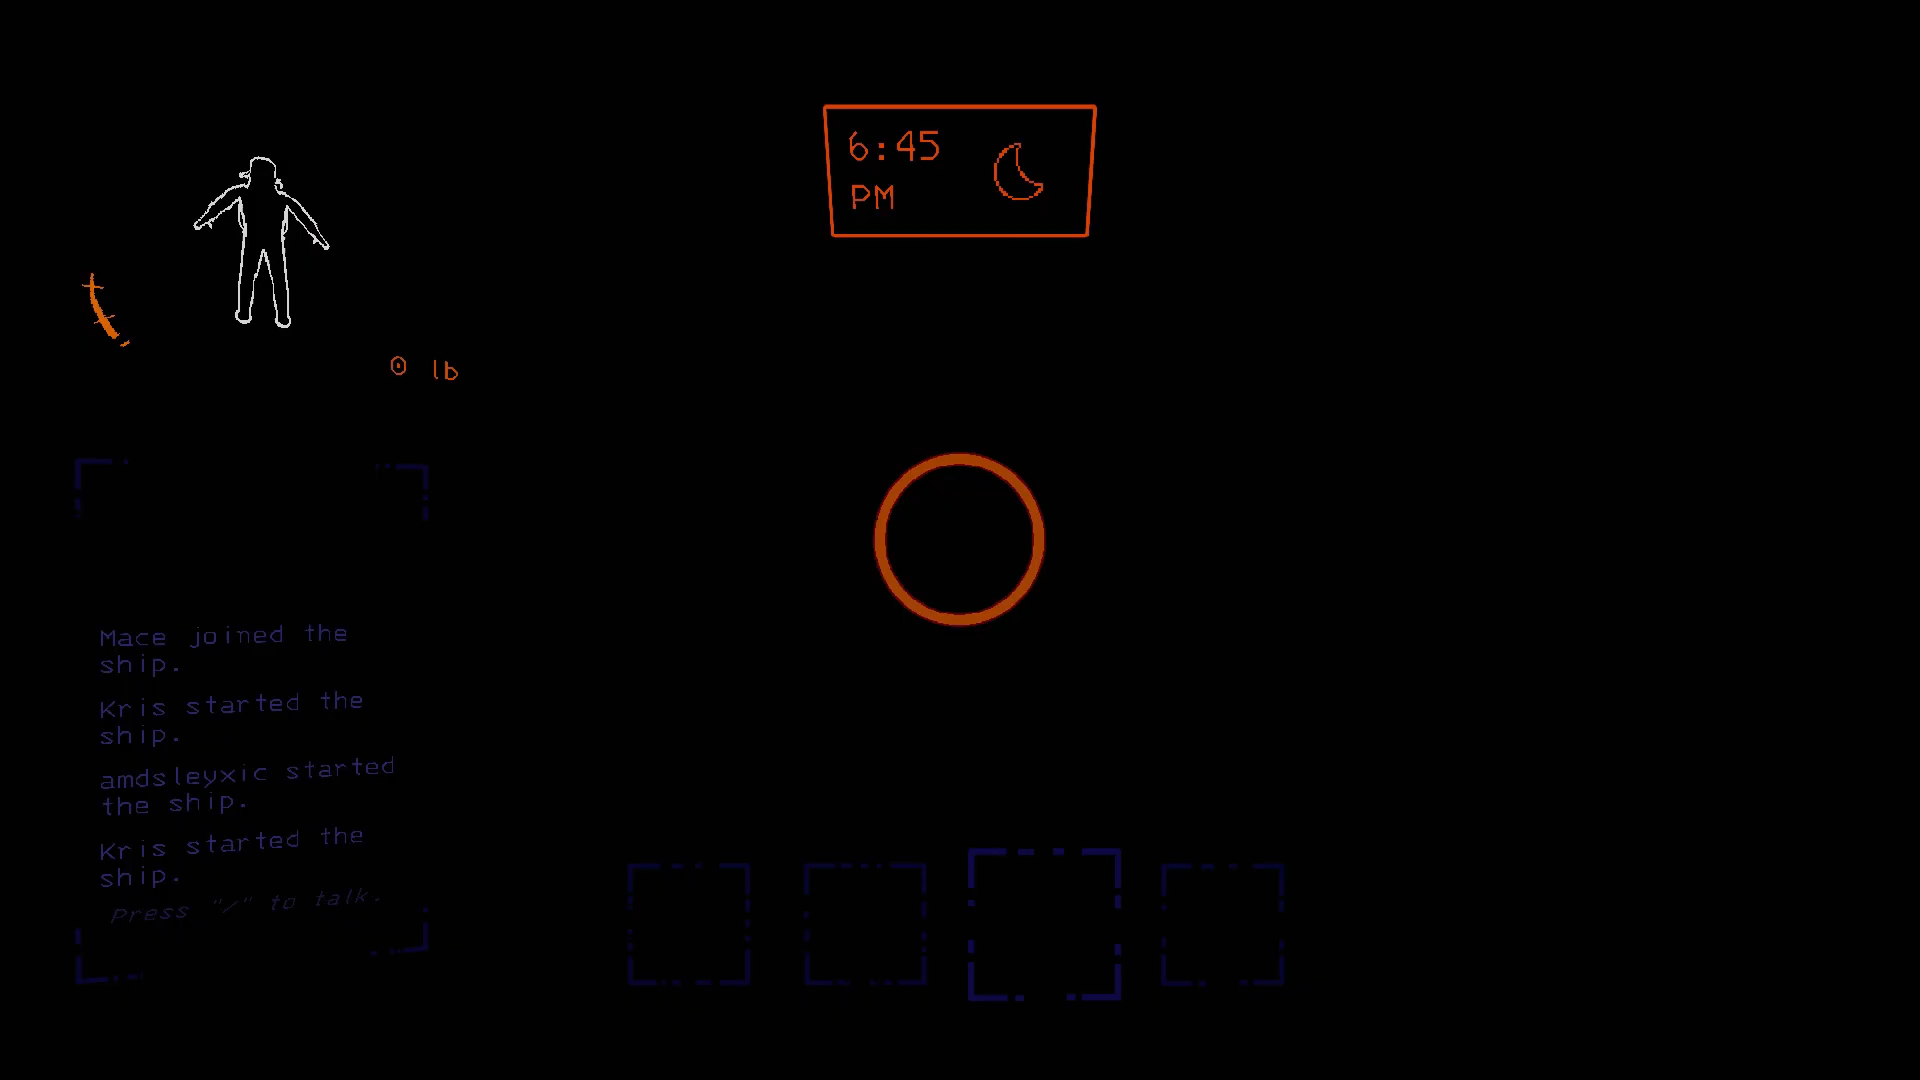 6:45
PM
0 lb
Mace joined the
ship.
Kris started the
ship.
amdsleyxic started
the ship.
Kris started the
ship.
Press "/" to talk.